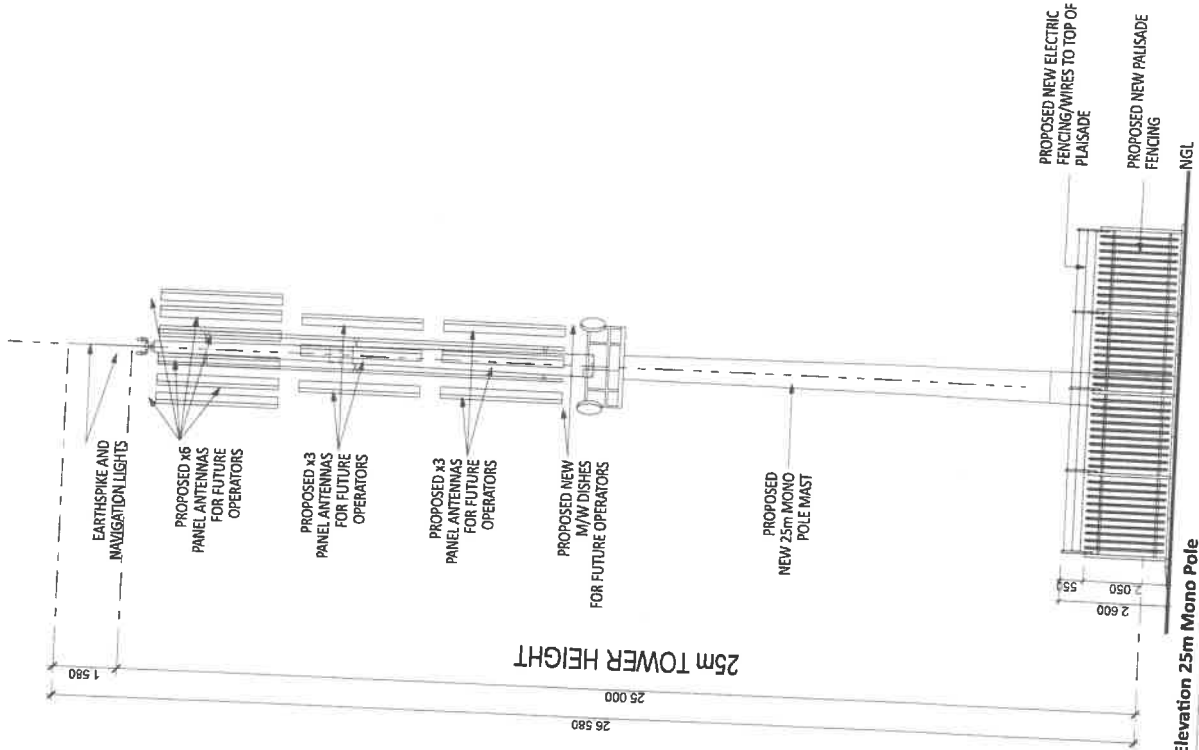 EARTHSPIKE AND
NAVIGATION LIGHTS
PROPOSED x6
PANEL ANTENNAS
FOR FUTURE
OPERATORS
PROPOSED x3
PANEL ANTENNAS
FOR FUTURE
OPERATORS
PROPOSED x3
PANEL ANTENNAS
FOR FUTURE
OPERATORS
PROPOSED NEW
M/W DISHES
FOR FUTURE OPERATORS
PROPOSED
NEW 25m MONO
POLE MAST
PROPOSED NEW ELECTRIC
FENCING/WIRES TO TOP OF
PLAISADE
PROPOSED NEW PALISADE
FENCING
NGL
1 580
25 000
26 580
25m TOWER HEIGHT
550
2 050
2 600
Elevation 25m Mono Pole